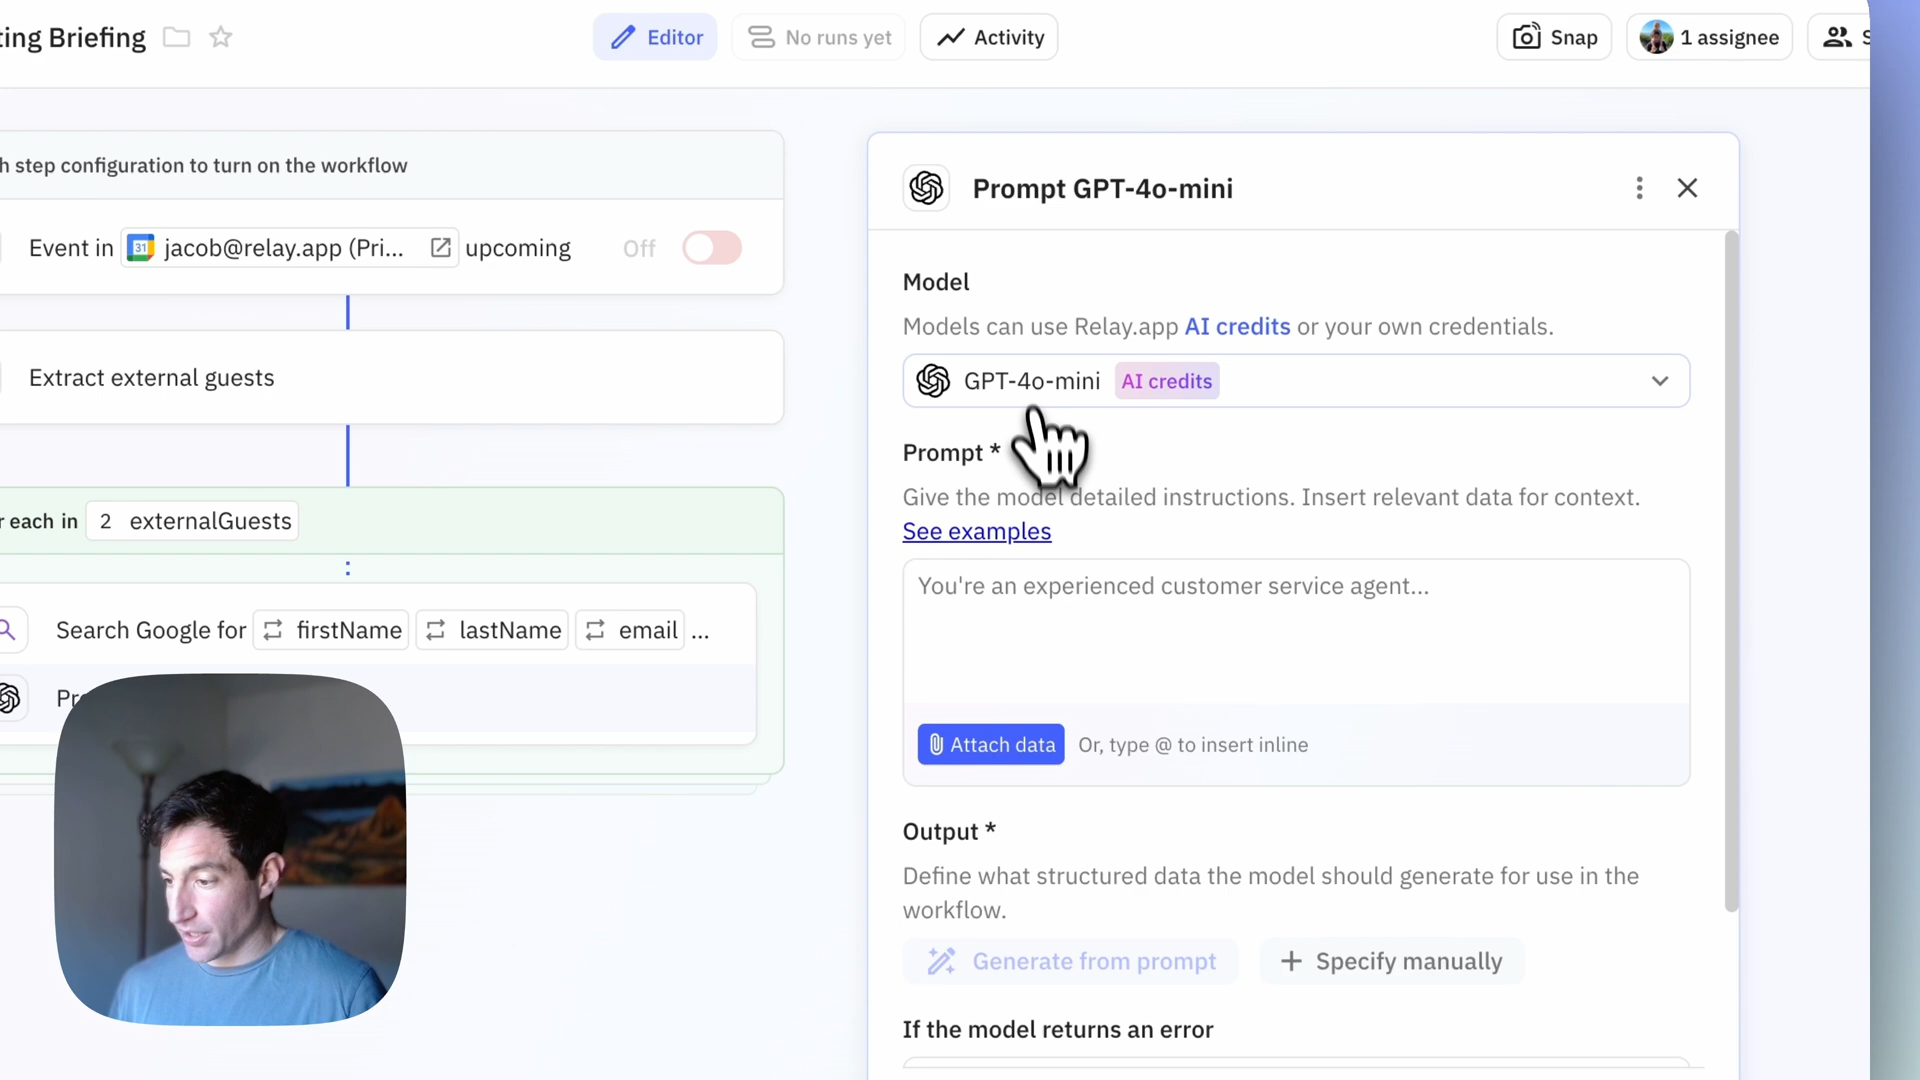 ting Briefing
Editor
No runs yet
Activity
Snap
1 assignee
h step configuration to turn on the workflow
Event in 31 jacob@relay.app (Pri... upcoming Off
Extract external guests
r each in 2 externalGuests
:
Search Google for firstName lastName email ...
Pr
Prompt GPT-4o-mini
Model
Models can use Relay.app AI credits or your own credentials.
GPT-4o-mini AI credits
Prompt *
Give the model detailed instructions. Insert relevant data for context.
See examples
You're an experienced customer service agent...
Attach data Or, type @ to insert inline
Output *
Define what structured data the model should generate for use in the
workflow.
Generate from prompt + Specify manually
If the model returns an error